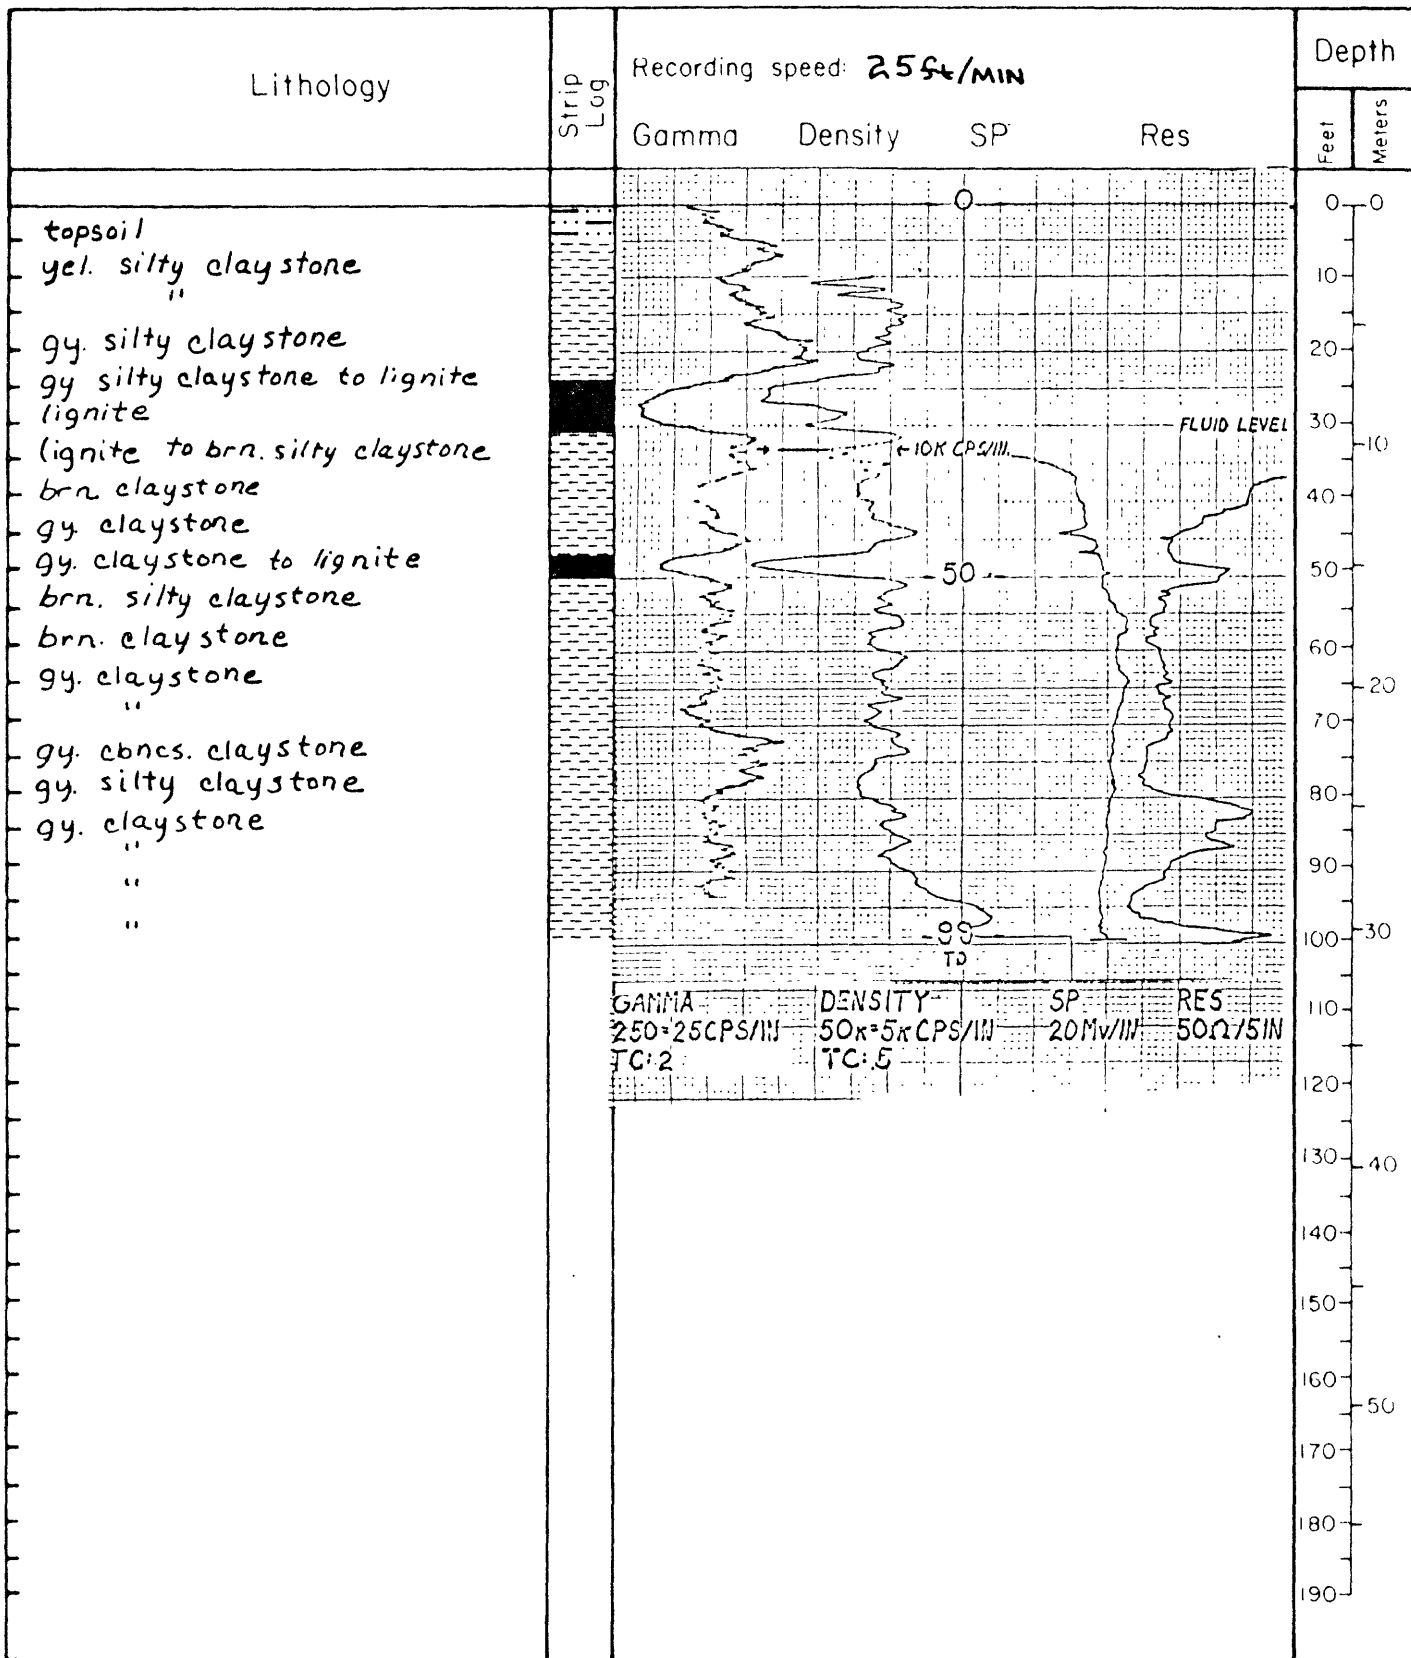 Lithology
Strip Log
Recording speed: 25 ft/MIN
Gamma Density SP Res
Depth
Feet
Meters
topsoil
yel. silty claystone
"
gy. silty claystone
gy silty claystone to lignite
lignite
lignite to brn. silty claystone
brn. claystone
gy. claystone
gy. claystone to lignite
brn. silty claystone
brn. claystone
gy. claystone
"
gy. cbncs. claystone
gy. silty claystone
gy. claystone
"
"
"
0
FLUID LEVEL
10K CPS/IN.
50
99
TD
GAMMA DENSITY SP RES
250=25CPS/IN 50K=5K CPS/IN 20MV/IN 50Ω/5IN
TC:2 TC:.5
0 0
10
20
30
10
40
50
60
20
70
80
90
100 30
110
120
130 40
140
150
160
50
170
180
190